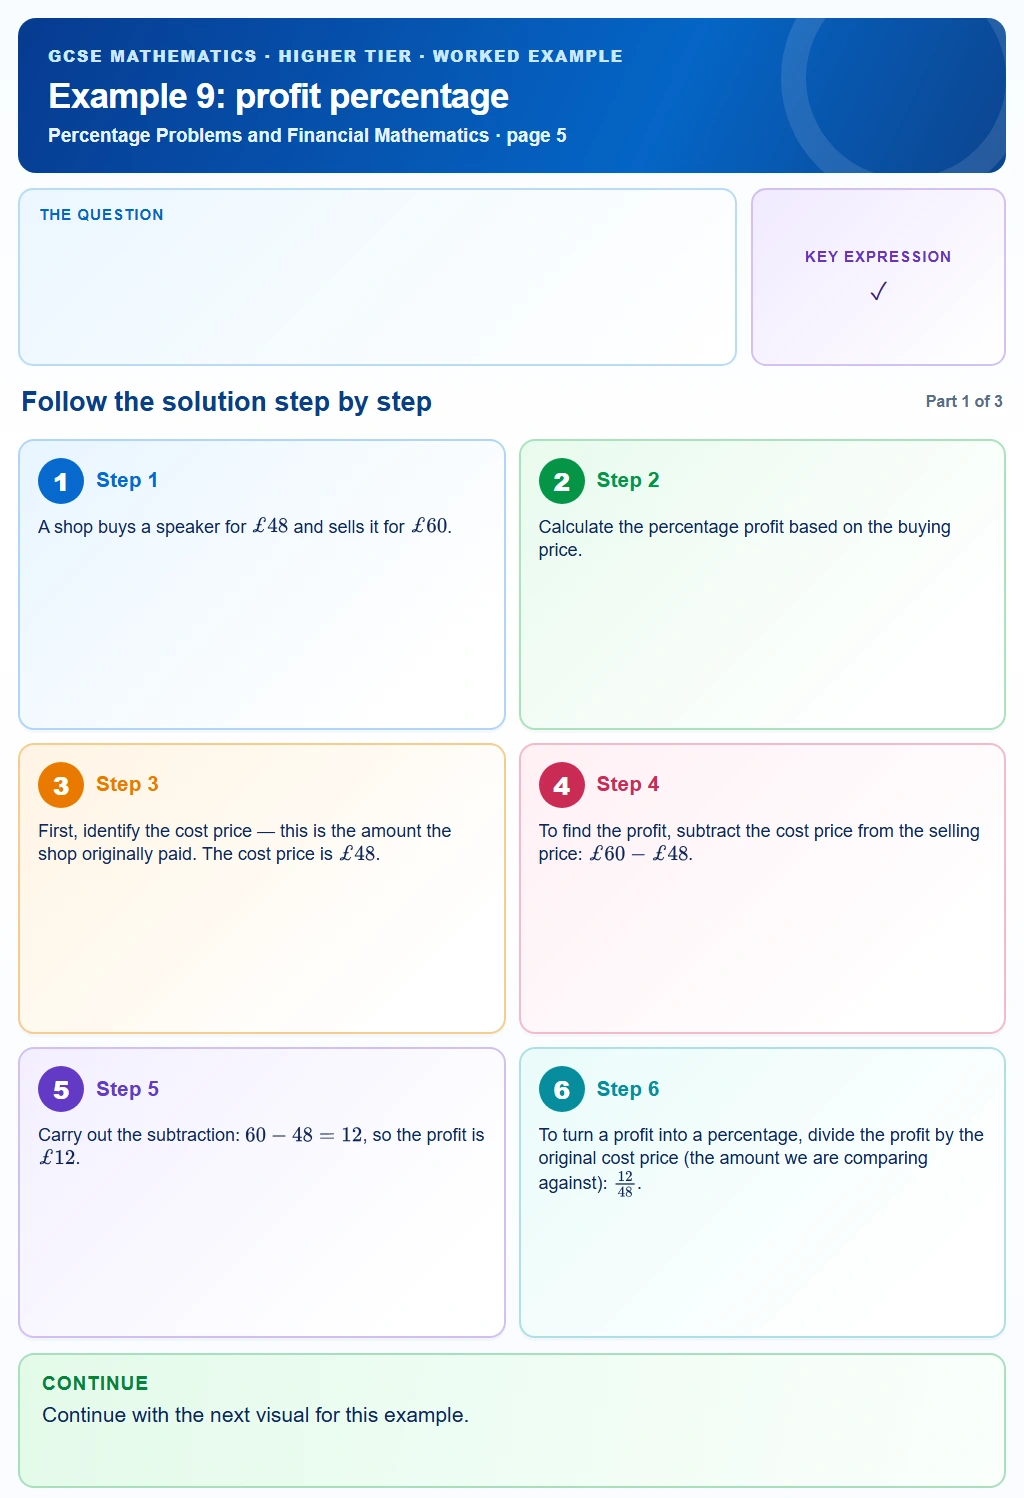 GCSE MATHEMATICS · HIGHER TIER · WORKED EXAMPLE
Example 9: profit percentage
Percentage Problems and Financial Mathematics · page 5
THE QUESTION
KEY EXPRESSION
✓
Follow the solution step by step
Part 1 of 3
1 Step 1
A shop buys a speaker for £48 and sells it for £60.
2 Step 2
Calculate the percentage profit based on the buying
price.
3 Step 3
First, identify the cost price — this is the amount the
shop originally paid. The cost price is £48.
4 Step 4
To find the profit, subtract the cost price from the selling
price: £60 − £48.
5 Step 5
Carry out the subtraction: 60 − 48 = 12, so the profit is
£12.
6 Step 6
To turn a profit into a percentage, divide the profit by the
original cost price (the amount we are comparing
against): 12/48.
CONTINUE
Continue with the next visual for this example.